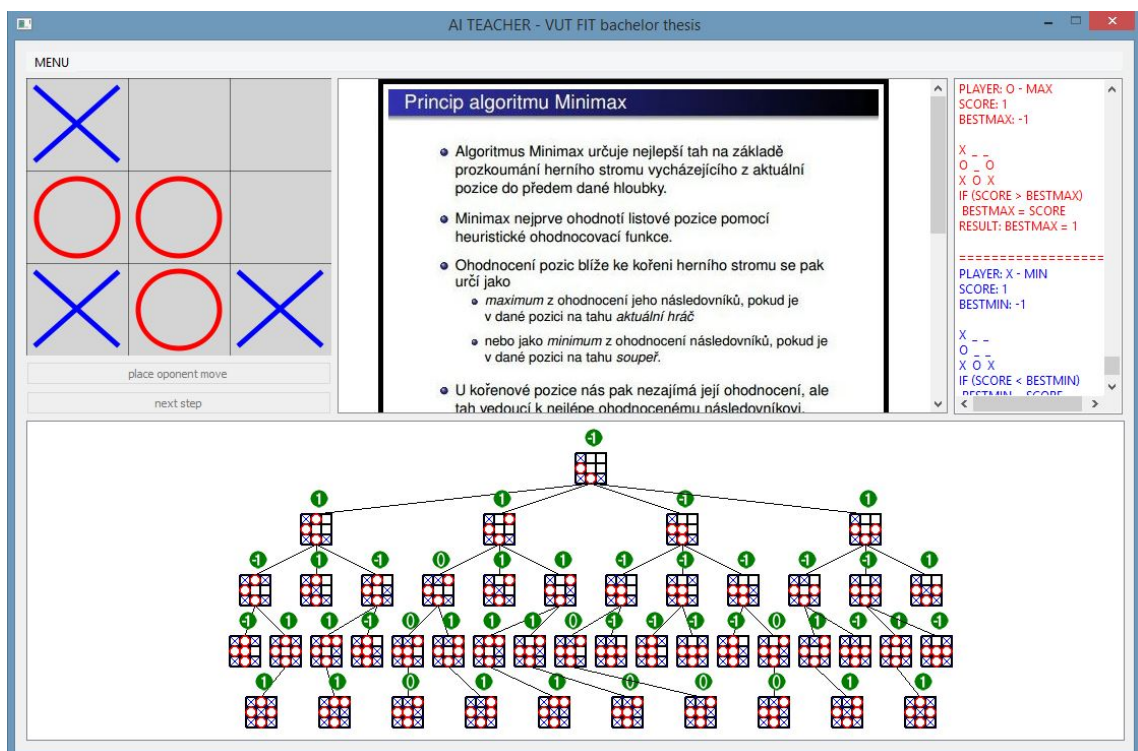 AI TEACHER - VUT FIT bachelor thesis
MENU
place oponent move
next step
Princip algoritmu Minimax
Algoritmus Minimax určuje nejlepší tah na základě
prozkoumání herního stromu vycházejícího z aktuální
pozice do předem dané hloubky.
Minimax nejprve ohodnotí listové pozice pomocí
heuristické ohodnocovací funkce.
Ohodnocení pozic blíže ke kořeni herního stromu se pak
určí jako
maximum z ohodnocení jeho následovníků, pokud je
v dané pozici na tahu aktuální hráč
nebo jako minimum z ohodnocení následovníků, pokud je
v dané pozici na tahu soupeř.
U kořenové pozice nás pak nezajímá její ohodnocení, ale
tah vedoucí k nejlépe ohodnocenému následovníkovi.
PLAYER: O - MAX
SCORE: 1
BESTMAX: -1
X _ _
O _ O
X O X
IF (SCORE > BESTMAX)
BESTMAX = SCORE
RESULT: BESTMAX = 1
===================
PLAYER: X - MIN
SCORE: 1
BESTMIN: -1
X _ _
O _ _
X O X
IF (SCORE < BESTMIN)
BESTMIN = SCORE
-1
1 1 -1 1
-1 1 -1 0 1 1 -1 -1 -1 -1 -1 1
-1 1 1 -1 0 1 1 1 0 -1 -1 -1 -1 0 1 -1 1 -1
1 1 0 1 1 0 0 0 1 1